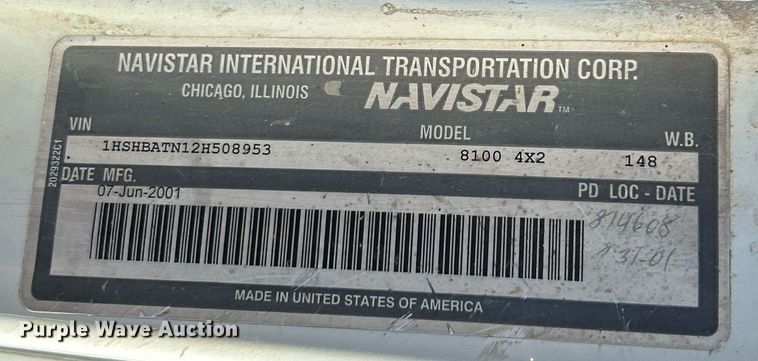 NAVISTAR INTERNATIONAL TRANSPORTATION CORP.
CHICAGO, ILLINOIS NAVISTAR TM
VIN MODEL W.B.
1HSHBATN12H508953 8100 4X2 148
2029322C1
DATE MFG. PD LOC - DATE
07-Jun-2001
814608
MADE IN UNITED STATES OF AMERICA
Purple Wave Auction